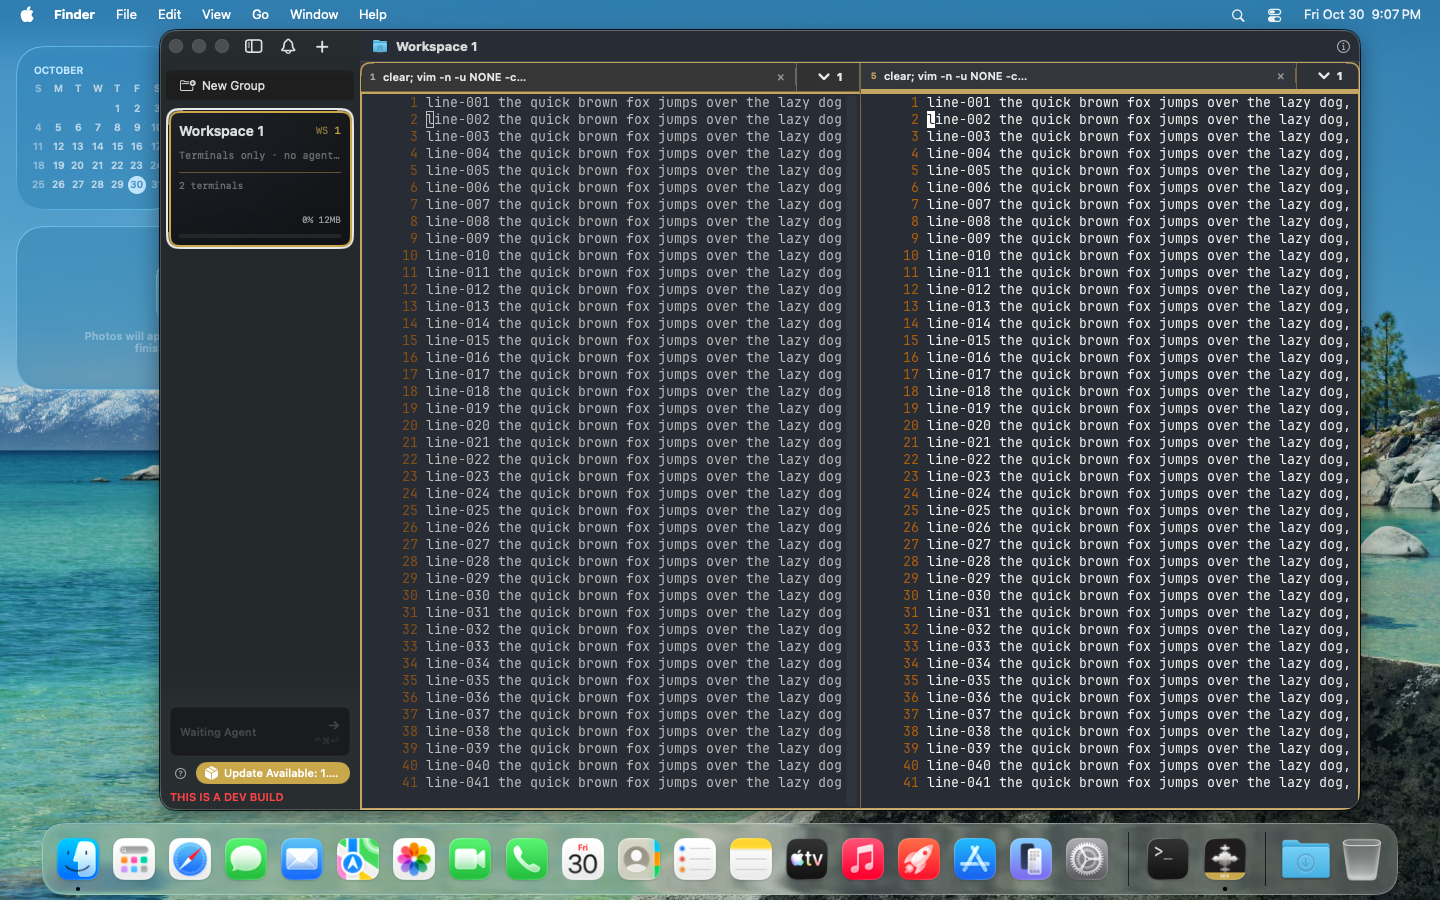 Finder File Edit View Go Window Help
Fri Oct 30 9:07 PM
OCTOBER
S M T W T F S
1 2 3
4 5 6 7 8 9
11 12 13 14 15 16
18 19 20 21 22 23
25 26 27 28 29 30
Photos will ap
finis
New Group
Workspace 1 WS 1
Terminals only · no agent…
2 terminals
0% 12MB
Waiting Agent
Update Available: 1....
THIS IS A DEV BUILD
Workspace 1
1 clear; vim -n -u NONE -c... × 1
1 line-001 the quick brown fox jumps over the lazy dog
2 line-002 the quick brown fox jumps over the lazy dog
3 line-003 the quick brown fox jumps over the lazy dog
4 line-004 the quick brown fox jumps over the lazy dog
5 line-005 the quick brown fox jumps over the lazy dog
6 line-006 the quick brown fox jumps over the lazy dog
7 line-007 the quick brown fox jumps over the lazy dog
8 line-008 the quick brown fox jumps over the lazy dog
9 line-009 the quick brown fox jumps over the lazy dog
10 line-010 the quick brown fox jumps over the lazy dog
11 line-011 the quick brown fox jumps over the lazy dog
12 line-012 the quick brown fox jumps over the lazy dog
13 line-013 the quick brown fox jumps over the lazy dog
14 line-014 the quick brown fox jumps over the lazy dog
15 line-015 the quick brown fox jumps over the lazy dog
16 line-016 the quick brown fox jumps over the lazy dog
17 line-017 the quick brown fox jumps over the lazy dog
18 line-018 the quick brown fox jumps over the lazy dog
19 line-019 the quick brown fox jumps over the lazy dog
20 line-020 the quick brown fox jumps over the lazy dog
21 line-021 the quick brown fox jumps over the lazy dog
22 line-022 the quick brown fox jumps over the lazy dog
23 line-023 the quick brown fox jumps over the lazy dog
24 line-024 the quick brown fox jumps over the lazy dog
25 line-025 the quick brown fox jumps over the lazy dog
26 line-026 the quick brown fox jumps over the lazy dog
27 line-027 the quick brown fox jumps over the lazy dog
28 line-028 the quick brown fox jumps over the lazy dog
29 line-029 the quick brown fox jumps over the lazy dog
30 line-030 the quick brown fox jumps over the lazy dog
31 line-031 the quick brown fox jumps over the lazy dog
32 line-032 the quick brown fox jumps over the lazy dog
33 line-033 the quick brown fox jumps over the lazy dog
34 line-034 the quick brown fox jumps over the lazy dog
35 line-035 the quick brown fox jumps over the lazy dog
36 line-036 the quick brown fox jumps over the lazy dog
37 line-037 the quick brown fox jumps over the lazy dog
38 line-038 the quick brown fox jumps over the lazy dog
39 line-039 the quick brown fox jumps over the lazy dog
40 line-040 the quick brown fox jumps over the lazy dog
41 line-041 the quick brown fox jumps over the lazy dog
5 clear; vim -n -u NONE -c... × 1
1 line-001 the quick brown fox jumps over the lazy dog,
2 line-002 the quick brown fox jumps over the lazy dog,
3 line-003 the quick brown fox jumps over the lazy dog,
4 line-004 the quick brown fox jumps over the lazy dog,
5 line-005 the quick brown fox jumps over the lazy dog,
6 line-006 the quick brown fox jumps over the lazy dog,
7 line-007 the quick brown fox jumps over the lazy dog,
8 line-008 the quick brown fox jumps over the lazy dog,
9 line-009 the quick brown fox jumps over the lazy dog,
10 line-010 the quick brown fox jumps over the lazy dog,
11 line-011 the quick brown fox jumps over the lazy dog,
12 line-012 the quick brown fox jumps over the lazy dog,
13 line-013 the quick brown fox jumps over the lazy dog,
14 line-014 the quick brown fox jumps over the lazy dog,
15 line-015 the quick brown fox jumps over the lazy dog,
16 line-016 the quick brown fox jumps over the lazy dog,
17 line-017 the quick brown fox jumps over the lazy dog,
18 line-018 the quick brown fox jumps over the lazy dog,
19 line-019 the quick brown fox jumps over the lazy dog,
20 line-020 the quick brown fox jumps over the lazy dog,
21 line-021 the quick brown fox jumps over the lazy dog,
22 line-022 the quick brown fox jumps over the lazy dog,
23 line-023 the quick brown fox jumps over the lazy dog,
24 line-024 the quick brown fox jumps over the lazy dog,
25 line-025 the quick brown fox jumps over the lazy dog,
26 line-026 the quick brown fox jumps over the lazy dog,
27 line-027 the quick brown fox jumps over the lazy dog,
28 line-028 the quick brown fox jumps over the lazy dog,
29 line-029 the quick brown fox jumps over the lazy dog,
30 line-030 the quick brown fox jumps over the lazy dog,
31 line-031 the quick brown fox jumps over the lazy dog,
32 line-032 the quick brown fox jumps over the lazy dog,
33 line-033 the quick brown fox jumps over the lazy dog,
34 line-034 the quick brown fox jumps over the lazy dog,
35 line-035 the quick brown fox jumps over the lazy dog,
36 line-036 the quick brown fox jumps over the lazy dog,
37 line-037 the quick brown fox jumps over the lazy dog,
38 line-038 the quick brown fox jumps over the lazy dog,
39 line-039 the quick brown fox jumps over the lazy dog,
40 line-040 the quick brown fox jumps over the lazy dog,
41 line-041 the quick brown fox jumps over the lazy dog,
Fri
30
tv
DEV